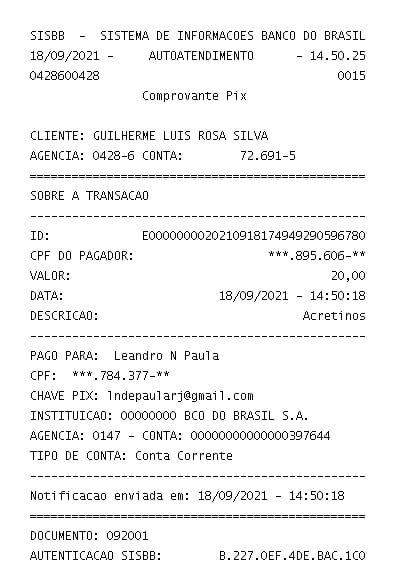 SISBB - SISTEMA DE INFORMACOES BANCO DO BRASIL
18/09/2021 - AUTOATENDIMENTO - 14.50.25
0428600428 0015
Comprovante Pix
CLIENTE: GUILHERME LUIS ROSA SILVA
AGENCIA: 0428-6 CONTA: 72.691-5
================================================
SOBRE A TRANSACAO
------------------------------------------------
ID: E0000000020210918174949290596780
CPF DO PAGADOR: ***.895.606-**
VALOR: 20,00
DATA: 18/09/2021 - 14:50:18
DESCRICAO: Acretinos
------------------------------------------------
PAGO PARA: Leandro N Paula
CPF: ***.784.377-**
CHAVE PIX: lndepaularj@gmail.com
INSTITUICAO: 00000000 BCO DO BRASIL S.A.
AGENCIA: 0147 - CONTA: 00000000000000397644
TIPO DE CONTA: Conta Corrente
------------------------------------------------
Notificacao enviada em: 18/09/2021 - 14:50:18
================================================
DOCUMENTO: 092001
AUTENTICACAO SISBB: B.227.0EF.4DE.BAC.1C0